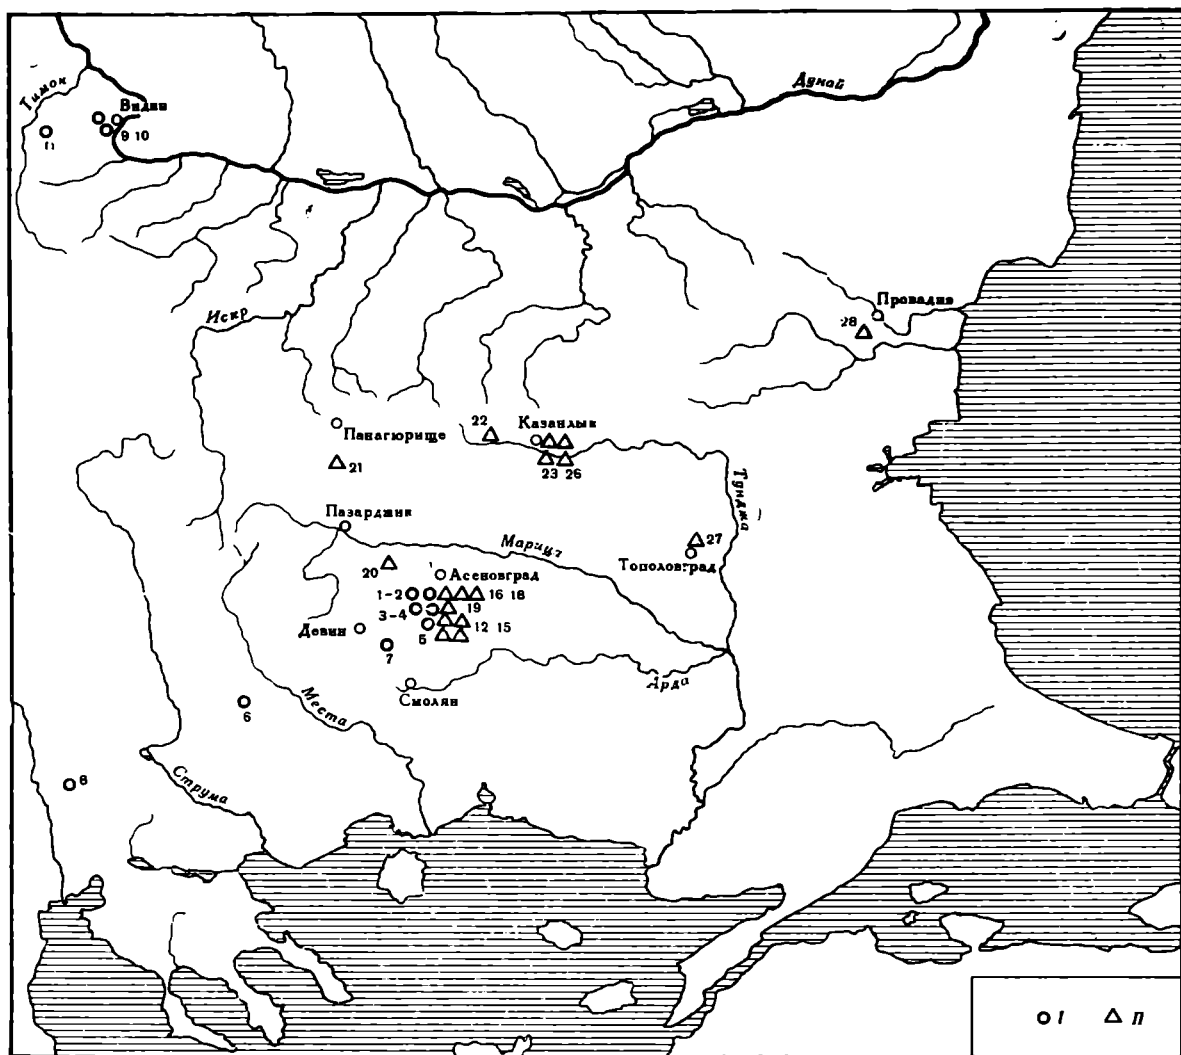 Дунай
Тимок
Видин
9 10
Искр
Провадия
28
22
Казанлык
Панагюрище
21
23 26
Тунджа
Пазарджик
Марица
27
Тополовград
20
Асеновград
1-2
16 18
3-4
19
Девин
5
12 15
7
Арда
Смолян
Места
6
8
Струма
I
II